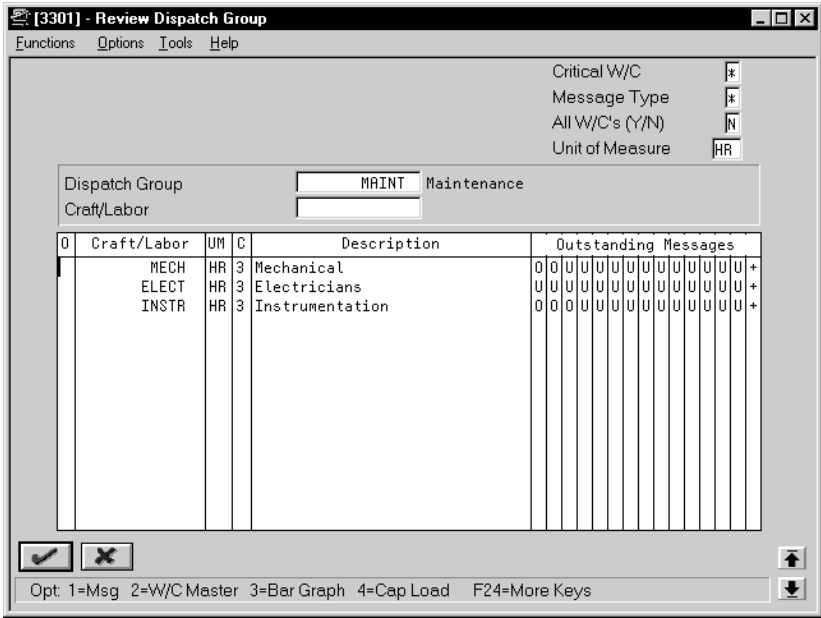 [3301] - Review Dispatch Group
Functions Options Tools Help
Critical W/C *
Message Type *
All W/C's (Y/N) N
Unit of Measure HR
Dispatch Group MAINT Maintenance
Craft/Labor
O Craft/Labor UM C Description Outstanding Messages
MECH HR 3 Mechanical O O U U U U U U U U U U U U +
ELECT HR 3 Electricians U U U U U U U U U U U U U U +
INSTR HR 3 Instrumentation O O O U U U U U U U U U U U +
Opt: 1=Msg 2=W/C Master 3=Bar Graph 4=Cap Load F24=More Keys